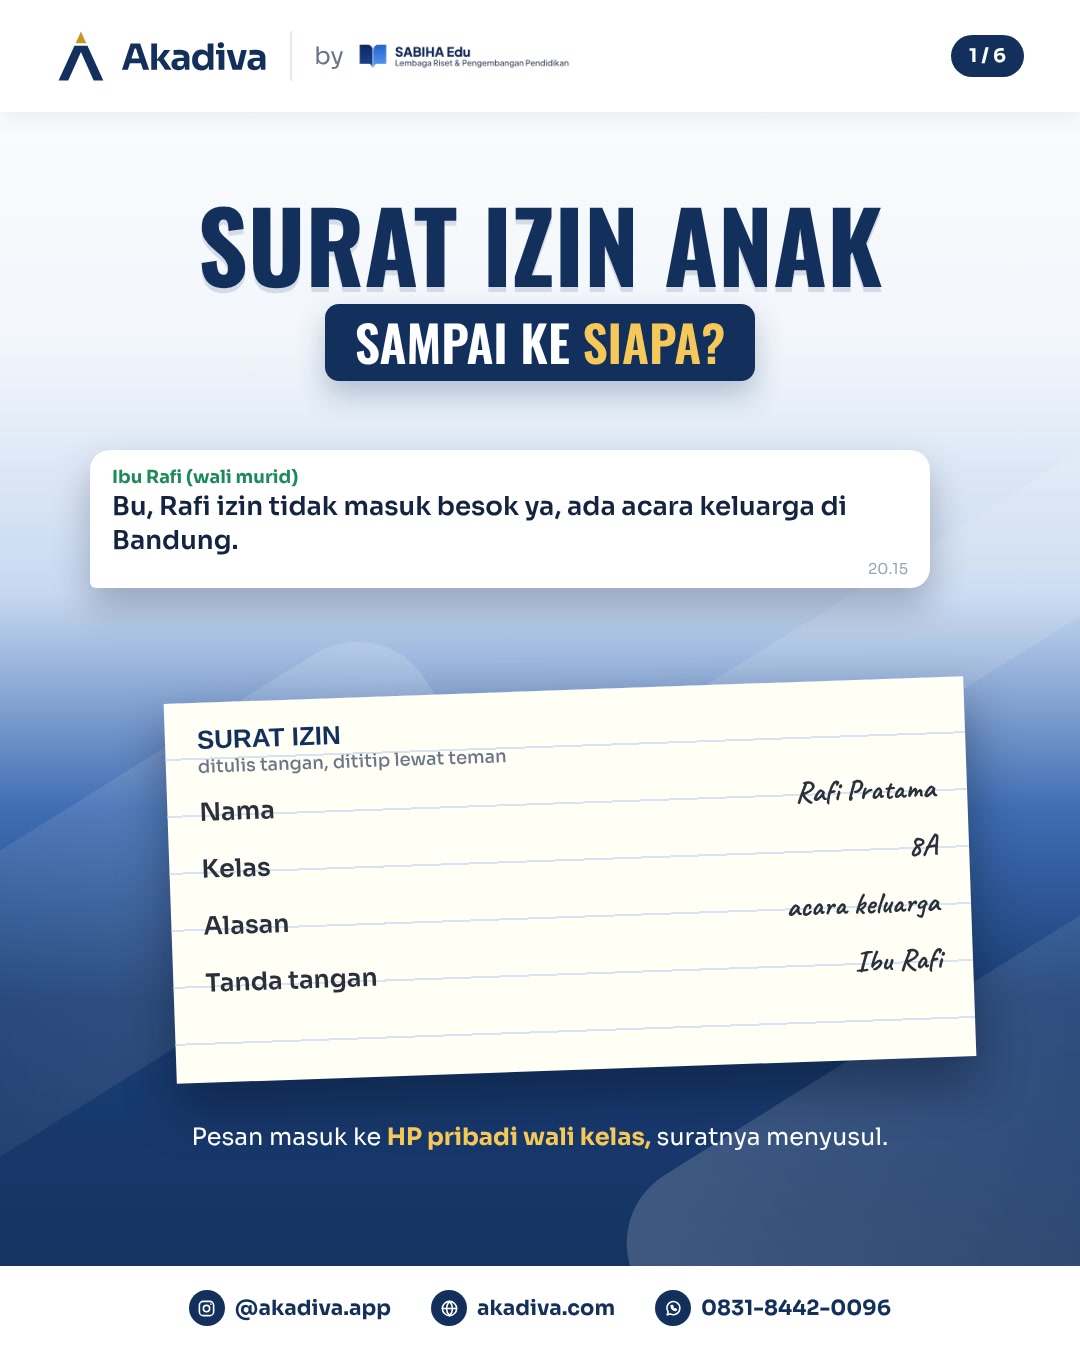 Akadiva
by
SABIHA Edu
Lembaga Riset & Pengembangan Pendidikan
1 / 6
SURAT IZIN ANAK
SAMPAI KE SIAPA?
Ibu Rafi (wali murid)
Bu, Rafi izin tidak masuk besok ya, ada acara keluarga di
Bandung.
20.15
SURAT IZIN
ditulis tangan, dititip lewat teman
Nama Rafi Pratama
Kelas 8A
Alasan acara keluarga
Tanda tangan Ibu Rafi
Pesan masuk ke HP pribadi wali kelas, suratnya menyusul.
@akadiva.app akadiva.com 0831-8442-0096